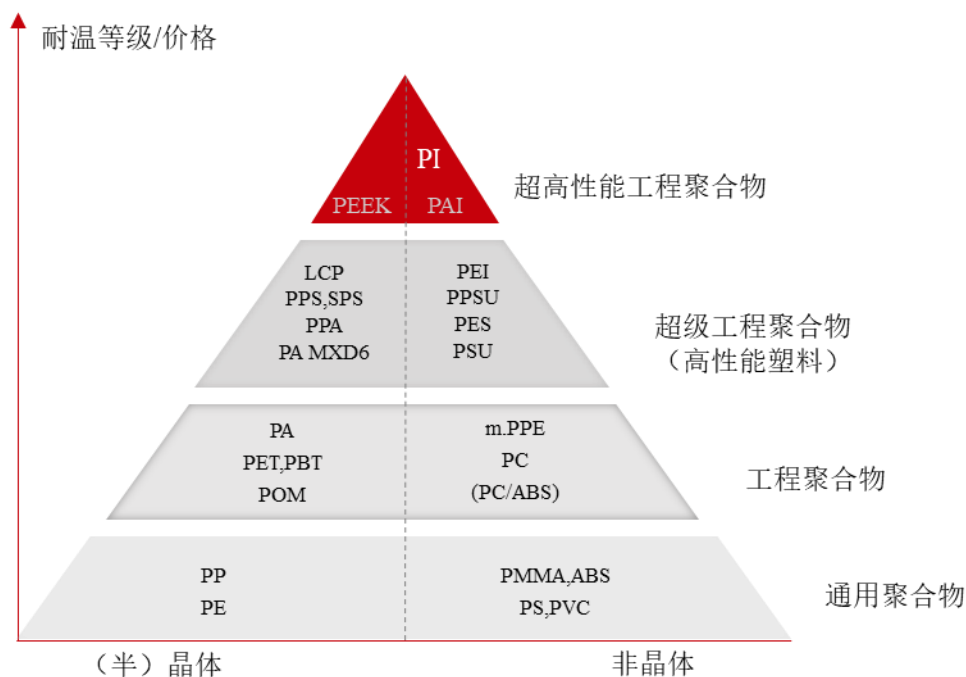 耐温等级/价格
PI
PEEK
PAI
超高性能工程聚合物
LCP
PPS,SPS
PPA
PA MXD6
PEI
PPSU
PES
PSU
超级工程聚合物
（高性能塑料）
PA
PET,PBT
POM
m.PPE
PC
(PC/ABS)
工程聚合物
PP
PE
PMMA,ABS
PS,PVC
通用聚合物
（半）晶体
非晶体